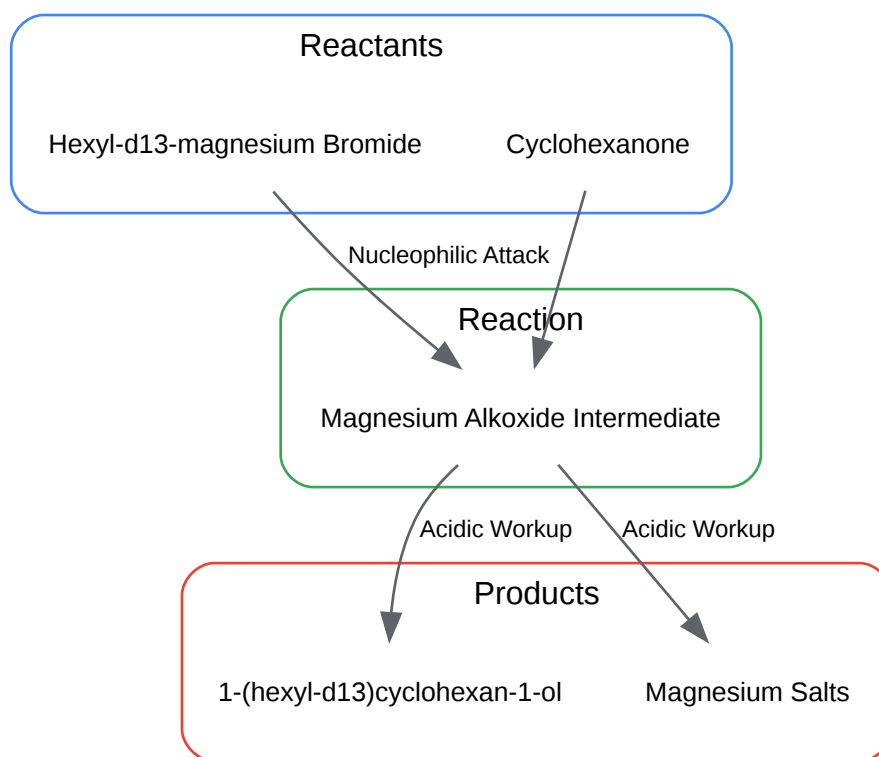 Reactants
Hexyl-d13-magnesium Bromide
Cyclohexanone
Nucleophilic Attack
Reaction
Magnesium Alkoxide Intermediate
Acidic Workup
Acidic Workup
Products
1-(hexyl-d13)cyclohexan-1-ol
Magnesium Salts